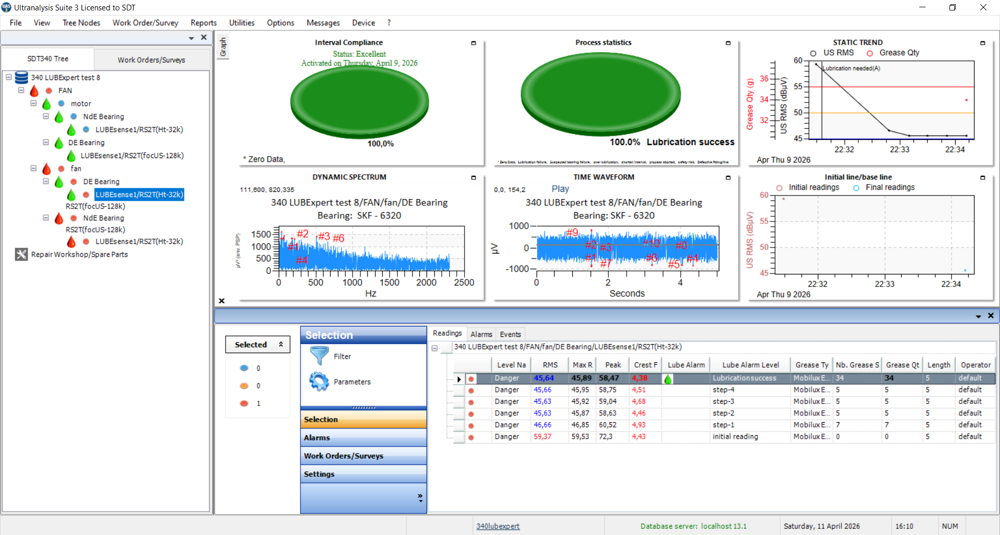 Ultranalysis Suite 3 Licensed to SDT
File View Tree Nodes Work Order/Survey Reports Utilities Options Messages Device ?
SDT340 Tree
Work Orders/Surveys
340 LUBExpert test 8
FAN
motor
NdE Bearing
LUBEsense1/RS2T(Ht-32k)
DE Bearing
LUBEsense1/RS2T(focUS-128k)
fan
DE Bearing
LUBEsense1/RS2T(Ht-32k)
RS2T(focUS-128k)
NdE Bearing
RS2T(focUS-128k)
LUBEsense1/RS2T(Ht-32k)
Repair Workshop/Spare Parts
Graph
Interval Compliance
Status: Excellent
Activated on Thursday, April 9, 2026
100,0%
* Zero Data,
Process statistics
100.0% Lubrication success
* Zero Data, Lubrication failure, Suspected bearing failure, over lubrication, shorten interval, process aborted, safety risk, Defective fitting/line
STATIC TREND
US RMS Grease Qty
Grease Qty (g)
36
34
32
US RMS (dBµV)
60
55
50
45
Lubrication needed(A)
22:32 22:33 22:34
Apr Thu 9 2026
DYNAMIC SPECTRUM
111,600, 820,335
340 LUBExpert test 8/FAN/fan/DE Bearing
Bearing: SKF - 6320
µV² (env. PSP)
1500
1000
500
0
#2
#3
#6
#1
#4
0 500 1000 1500 2000 2500
Hz
TIME WAVEFORM
0,0, 154,2
Play
340 LUBExpert test 8/FAN/fan/DE Bearing
Bearing: SKF - 6320
µV
1000
0
-1000
#9
#2 #3 #10 #8
#1 #7 #6 #5 #4
0 2 4
Seconds
Initial line/base line
Initial readings Final readings
US RMS (dBµV)
60
55
50
45
22:32 22:33 22:34
Apr Thu 9 2026
Selected
0
0
1
Selection
Filter
Parameters
Selection
Alarms
Work Orders/Surveys
Settings
Readings Alarms Events
340 LUBExpert test 8/FAN/fan/DE Bearing/LUBEsense1/RS2T(Ht-32k)
Level Na RMS Max R Peak Crest F Lube Alarm Lube Alarm Level Grease Ty Nb. Grease S Grease Qt Length Operator
Danger 45,64 45,89 58,47 4,38 Lubrication success Mobilux E... 34 34 5 default
Danger 45,66 45,95 58,75 4,51 step-4 Mobilux E... 5 5 5 default
Danger 45,63 45,92 59,04 4,68 step-3 Mobilux E... 5 5 5 default
Danger 45,63 45,87 58,63 4,46 step-2 Mobilux E... 5 5 5 default
Danger 46,66 46,85 60,52 4,93 step-1 Mobilux E... 7 7 5 default
Danger 59,37 59,53 72,3 4,43 initial reading Mobilux E... 0 0 5 default
340lubexpert
Database server: localhost 13.1
Saturday, 11 April 2026
16:10
NUM